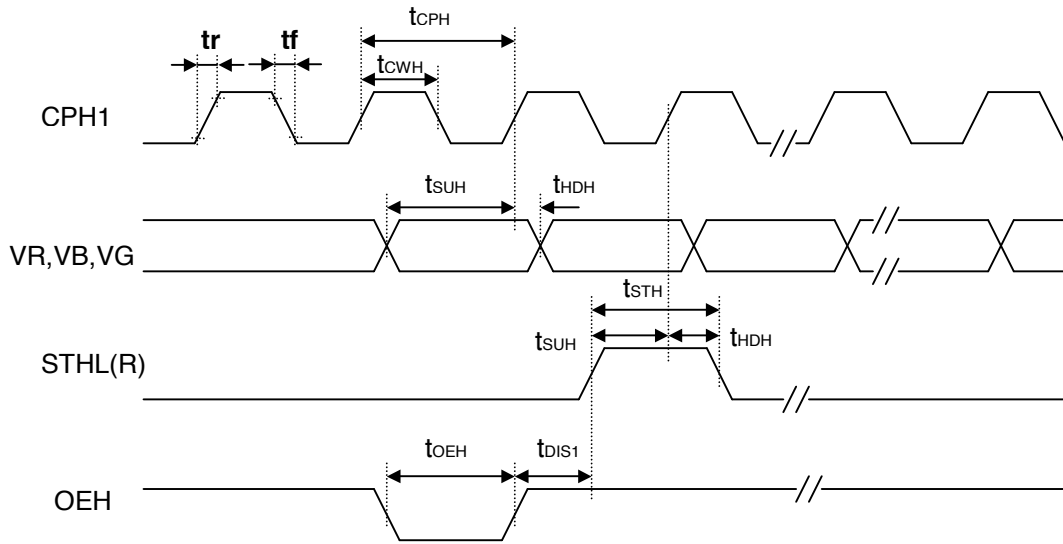 tCPH
tr tf
tCWH
CPH1
tSUH tHDH
VR,VB,VG
tSTH
tSUH tHDH
STHL(R)
tOEH tDIS1
OEH